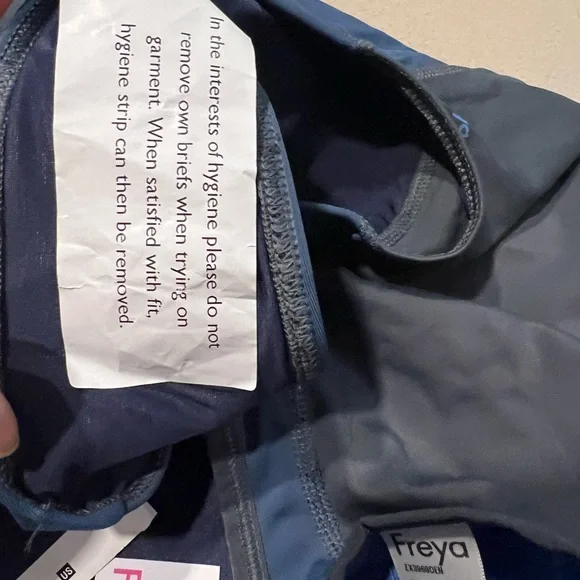 In the interests of hygiene please do not
remove own briefs when trying on
garment. When satisfied with fit,
hygiene strip can then be removed.
Freya
US
F